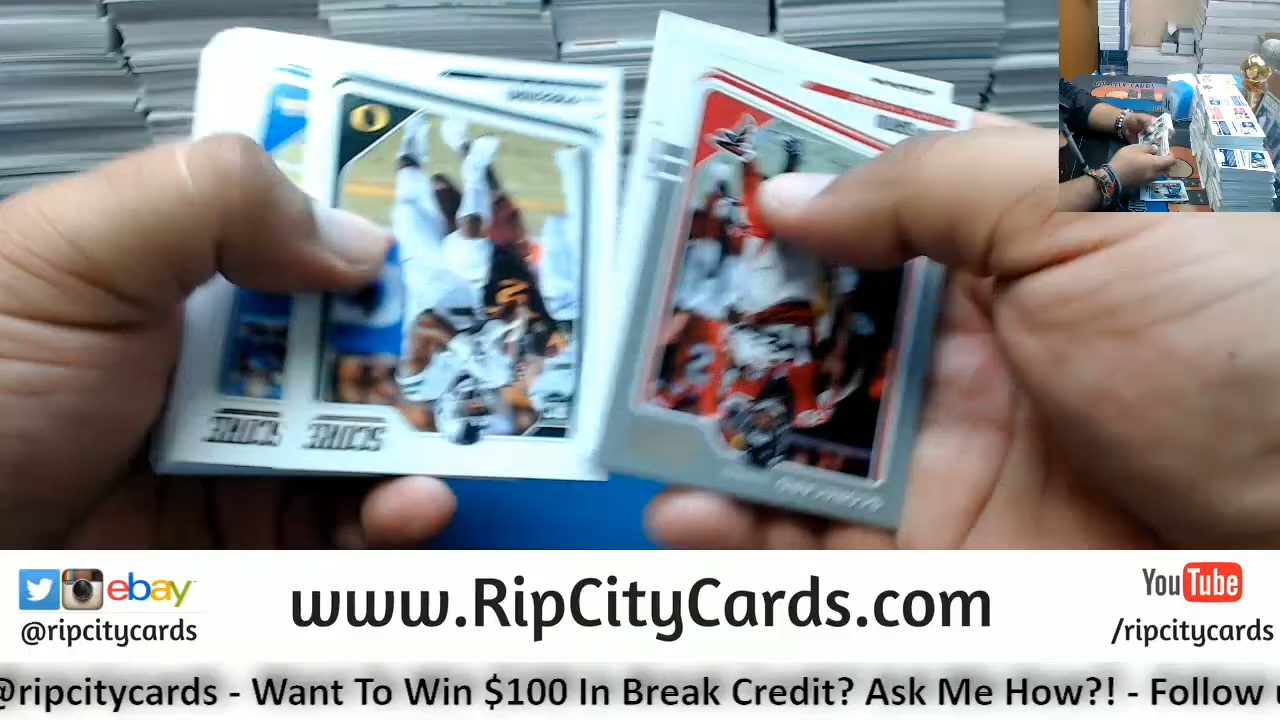 SCORE
SCORE
ebay
@ripcitycards
www.RipCityCards.com
YouTube
/ripcitycards
@ripcitycards - Want To Win $100 In Break Credit? Ask Me How?! - Follow